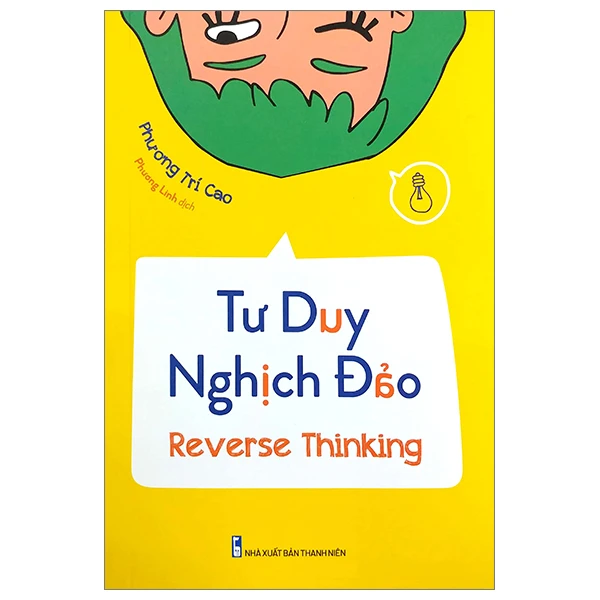 Phương Trí Cao
Phương Linh dịch
Tư Duy
Nghịch Đảo
Reverse Thinking
NHÀ XUẤT BẢN THANH NIÊN